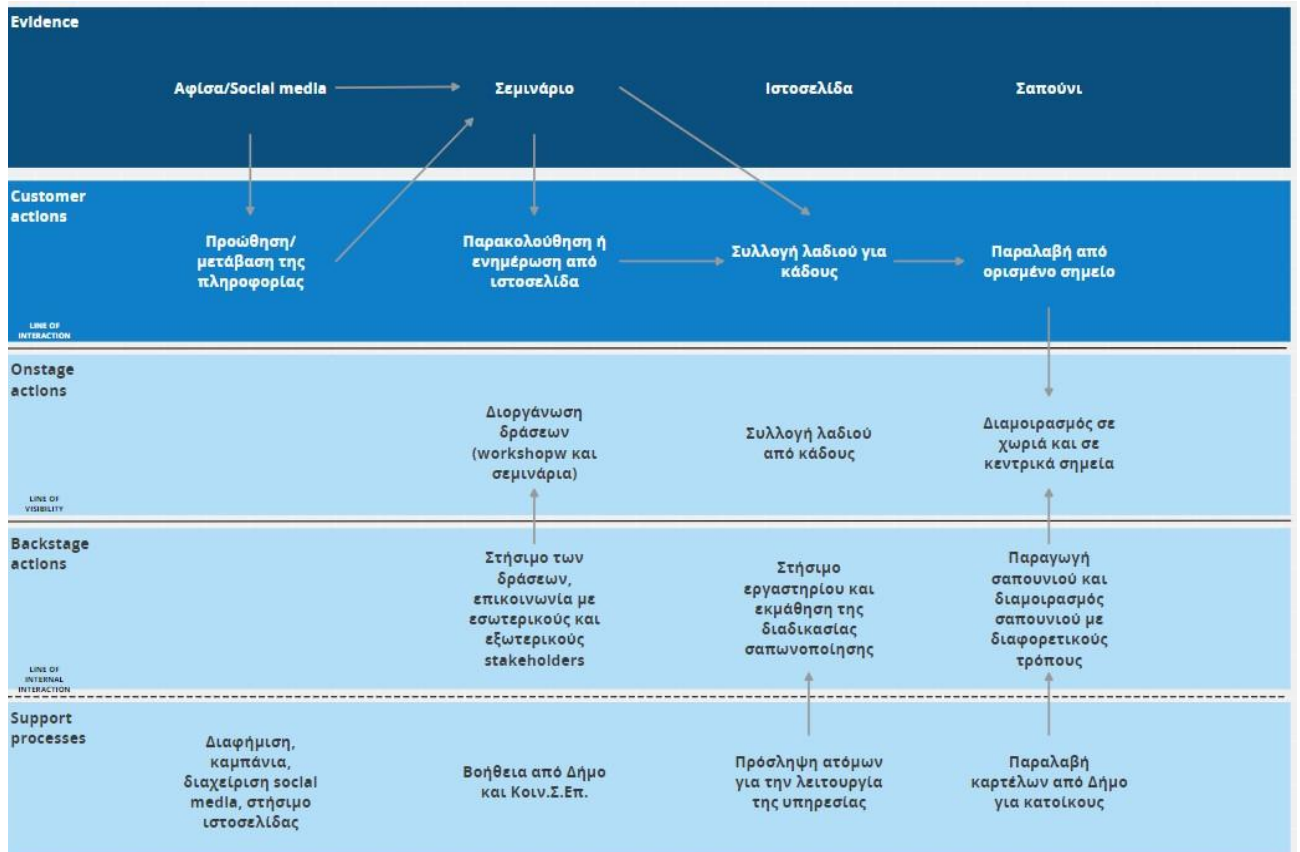 Evidence
Αφίσα/Social media
Σεμινάριο
Ιστοσελίδα
Σαπούνι
Customer
actions
Προώθηση/
μετάβαση της
πληροφορίας
Παρακολούθηση ή
ενημέρωση από
ιστοσελίδα
Συλλογή λαδιού για
κάδους
Παραλαβή από
ορισμένο σημείο
LINE OF
INTERACTION
Onstage
actions
Διοργάνωση
δράσεων
(workshopw και
σεμινάρια)
Συλλογή λαδιού
από κάδους
Διαμοιρασμός σε
χωριά και σε
κεντρικά σημεία
LINE OF
VISIBILITY
Backstage
actions
Στήσιμο των
δράσεων,
επικοινωνία με
εσωτερικούς και
εξωτερικούς
stakeholders
Στήσιμο
εργαστηρίου και
εκμάθηση της
διαδικασίας
σαπωνοποίησης
Παραγωγή
σαπουνιού και
διαμοιρασμός
σαπουνιού με
διαφορετικούς
τρόπους
LINE OF
INTERNAL
INTERACTION
Support
processes
Διαφήμιση,
καμπάνια,
διαχείριση social
media, στήσιμο
ιστοσελίδας
Βοήθεια από Δήμο
και Κοιν.Σ.Επ.
Πρόσληψη ατόμων
για την λειτουργία
της υπηρεσίας
Παραλαβή
καρτέλων από Δήμο
για κατοίκους